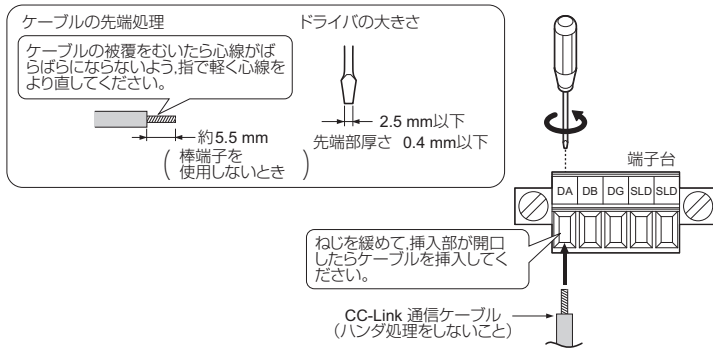 ケーブルの先端処理
ケーブルの被覆をむいたら心線がば
らばらにならないよう,指で軽く心線を
より直してください。
約5.5 mm
(棒端子を
使用しないとき)
ドライバの大きさ
2.5 mm以下
先端部厚さ 0.4 mm以下
端子台
DA DB DG SLD SLD
ねじを緩めて,挿入部が開口
したらケーブルを挿入してく
ださい。
CC-Link 通信ケーブル
(ハンダ処理をしないこと)